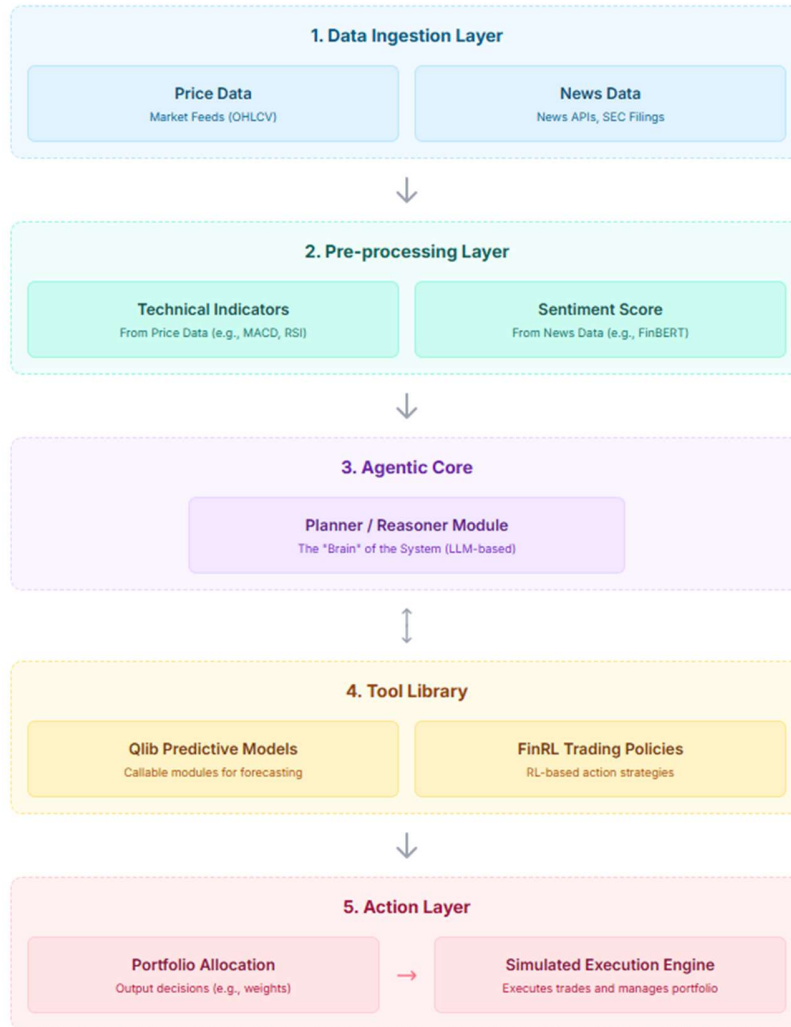 1. Data Ingestion Layer
Price Data
Market Feeds (OHLCV)
News Data
News APIs, SEC Filings
2. Pre-processing Layer
Technical Indicators
From Price Data (e.g., MACD, RSI)
Sentiment Score
From News Data (e.g., FinBERT)
3. Agentic Core
Planner / Reasoner Module
The "Brain" of the System (LLM-based)
4. Tool Library
Qlib Predictive Models
Callable modules for forecasting
FinRL Trading Policies
RL-based action strategies
5. Action Layer
Portfolio Allocation
Output decisions (e.g., weights)
Simulated Execution Engine
Executes trades and manages portfolio